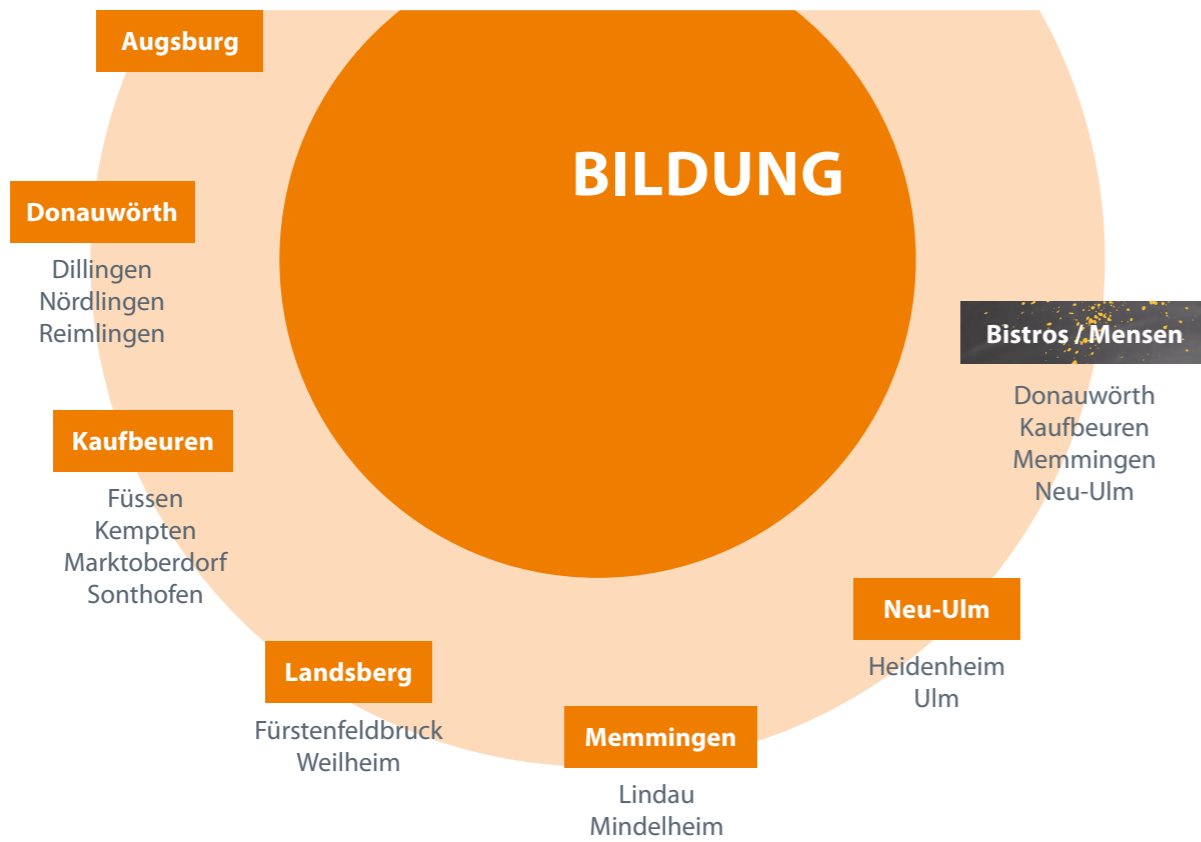 Augsburg
BILDUNG
Donauwörth
Dillingen
Nördlingen
Reimlingen
Bistros / Mensen
Donauwörth
Kaufbeuren
Memmingen
Neu-Ulm
Kaufbeuren
Füssen
Kempten
Marktoberdorf
Sonthofen
Neu-Ulm
Heidenheim
Ulm
Landsberg
Fürstenfeldbruck
Weilheim
Memmingen
Lindau
Mindelheim